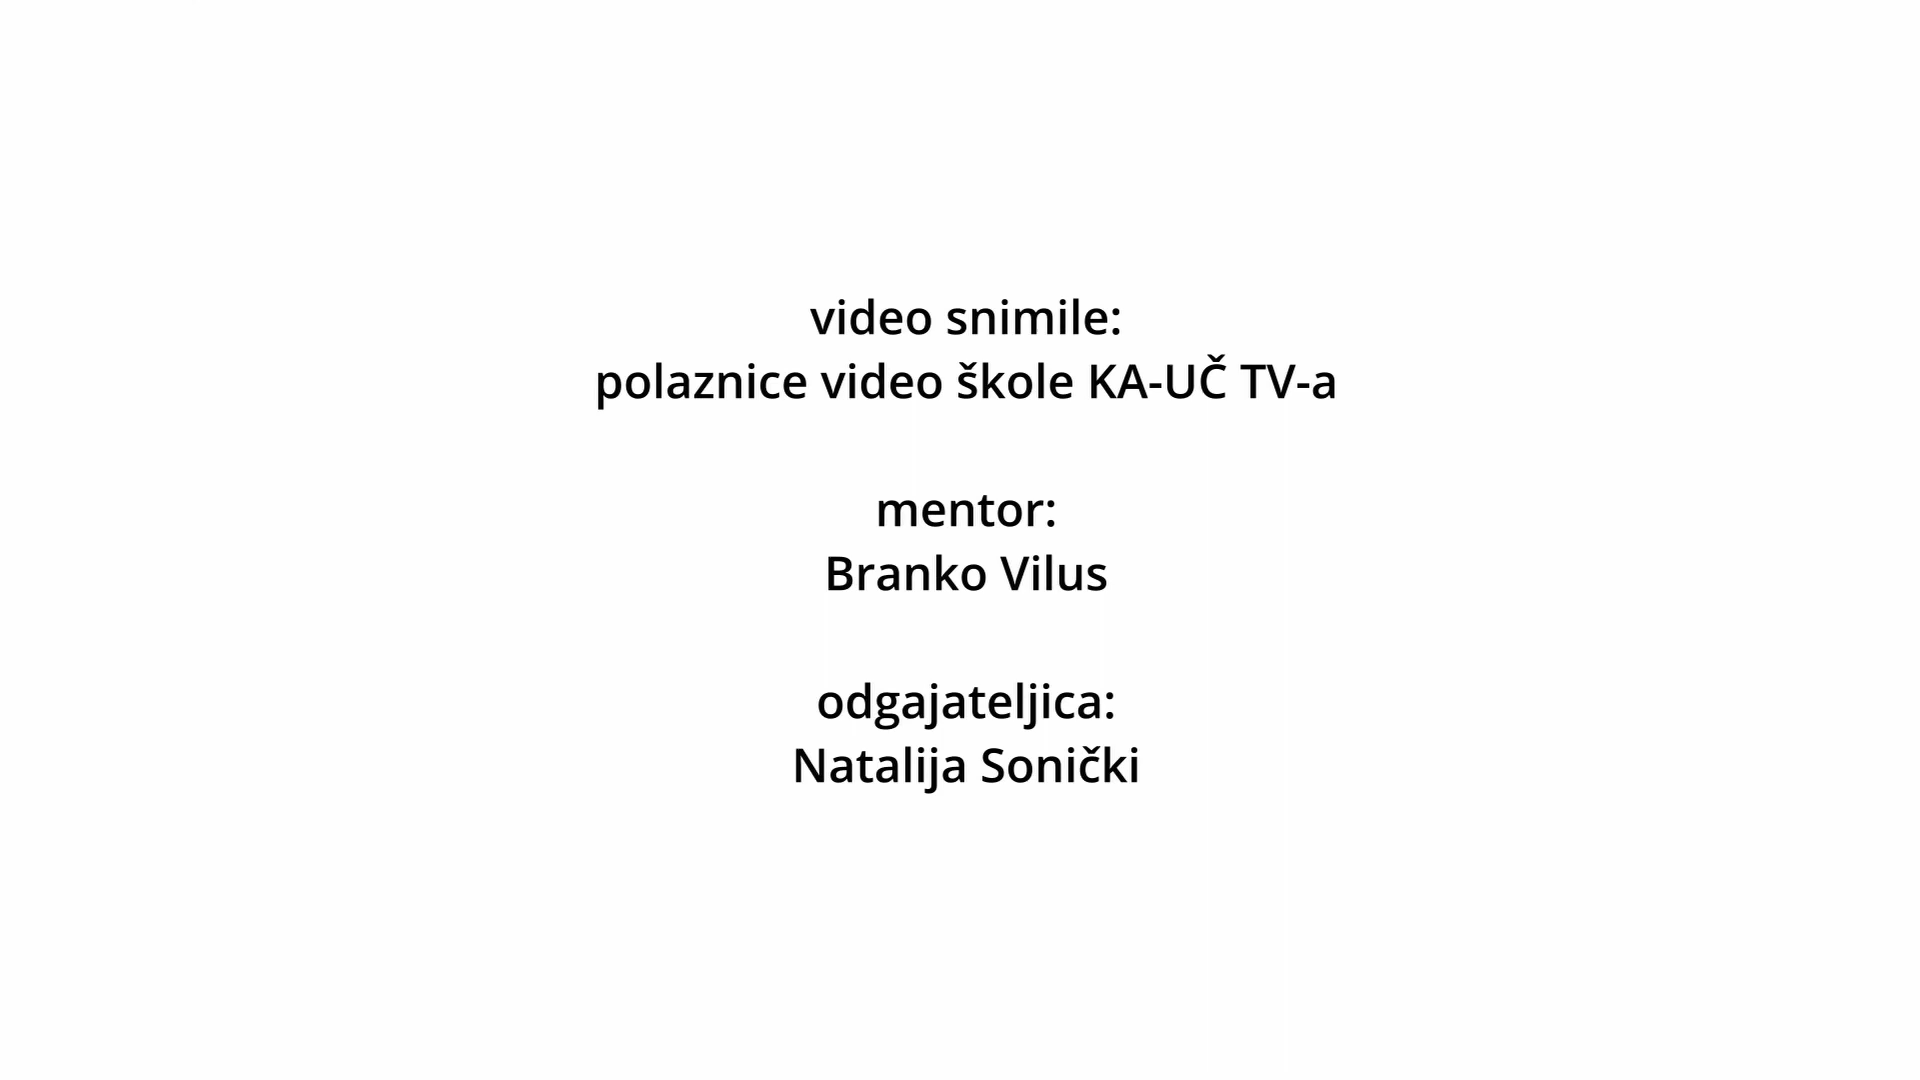 video snimile:
polaznice video škole KA-UČ TV-a
mentor:
Branko Vilus
odgajateljica:
Natalija Sonički